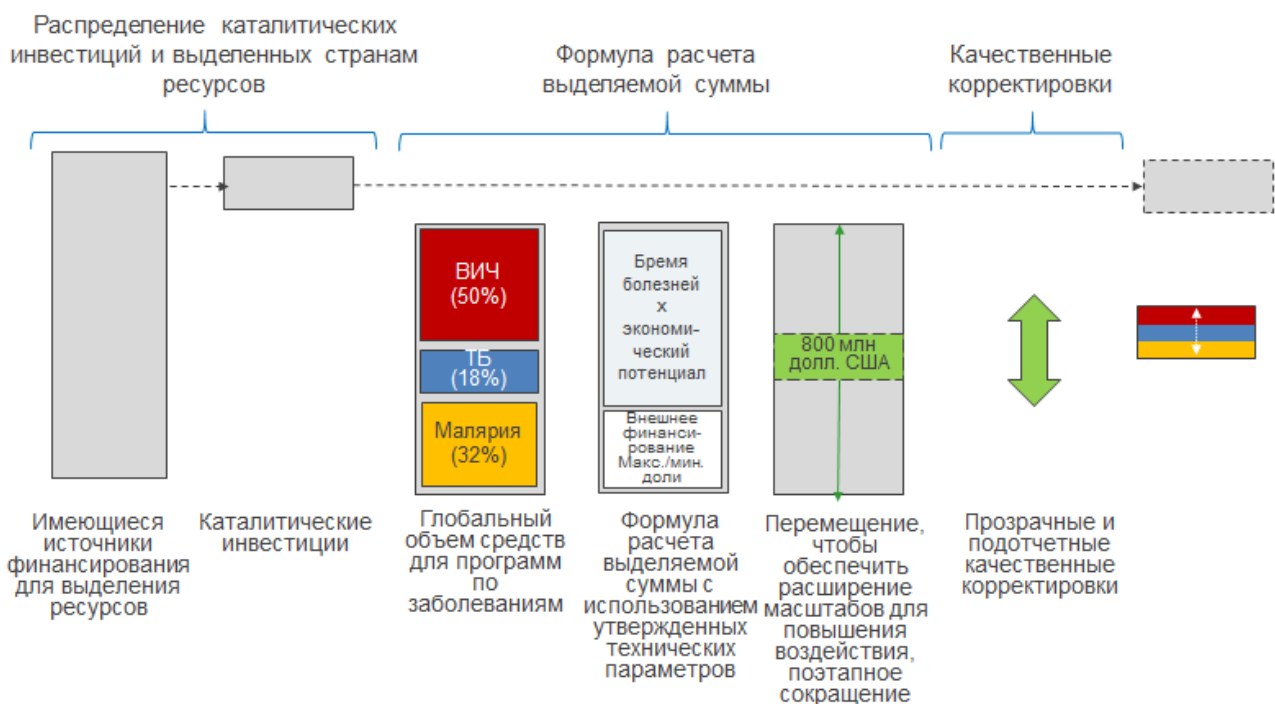 Распределение каталитических
инвестиций и выделенных странам
ресурсов
Формула расчета
выделяемой суммы
Качественные
корректировки
ВИЧ
(50%)
ТБ
(18%)
Малярия
(32%)
Бремя
болезней
x
экономи-
ческий
потенциал
Внешнее
финанси-
рование
Макс./мин.
доли
800 млн
долл. США
Имеющиеся
источники
финансирования
для выделения
ресурсов
Каталитические
инвестиции
Глобальный
объем средств
для программ
по
заболеваниям
Формула
расчета
выделяемой
суммы с
использованием
утвержденных
технических
параметров
Перемещение,
чтобы
обеспечить
расширение
масштабов для
повышения
воздействия,
поэтапное
сокращение
Прозрачные и
подотчетные
качественные
корректировки